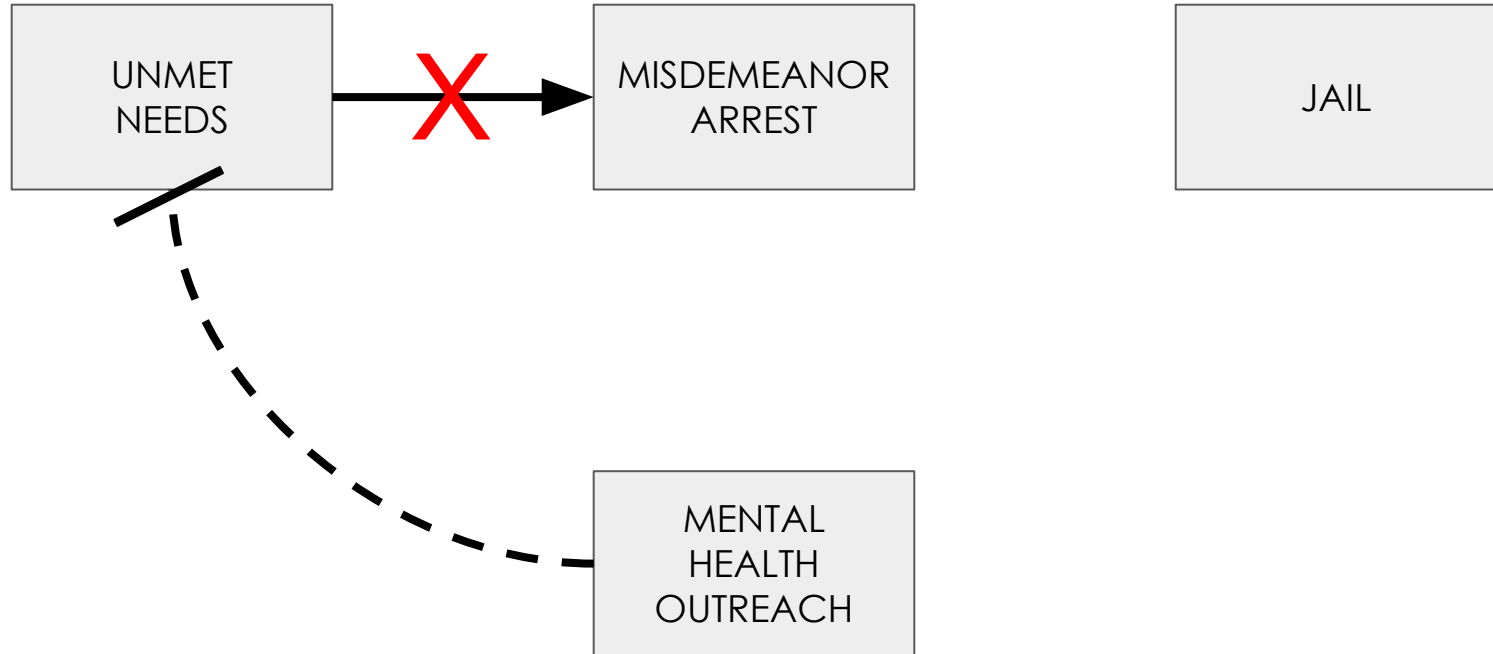 UNMET
NEEDS
MISDEMEANOR
ARREST
JAIL
MENTAL
HEALTH
OUTREACH